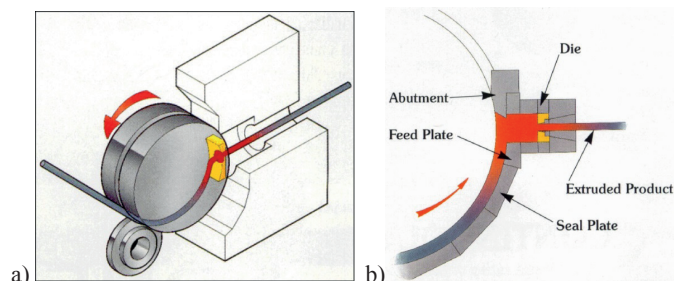 Die
Abutment
Feed Plate
Extruded Product
Seal Plate
a)
b)